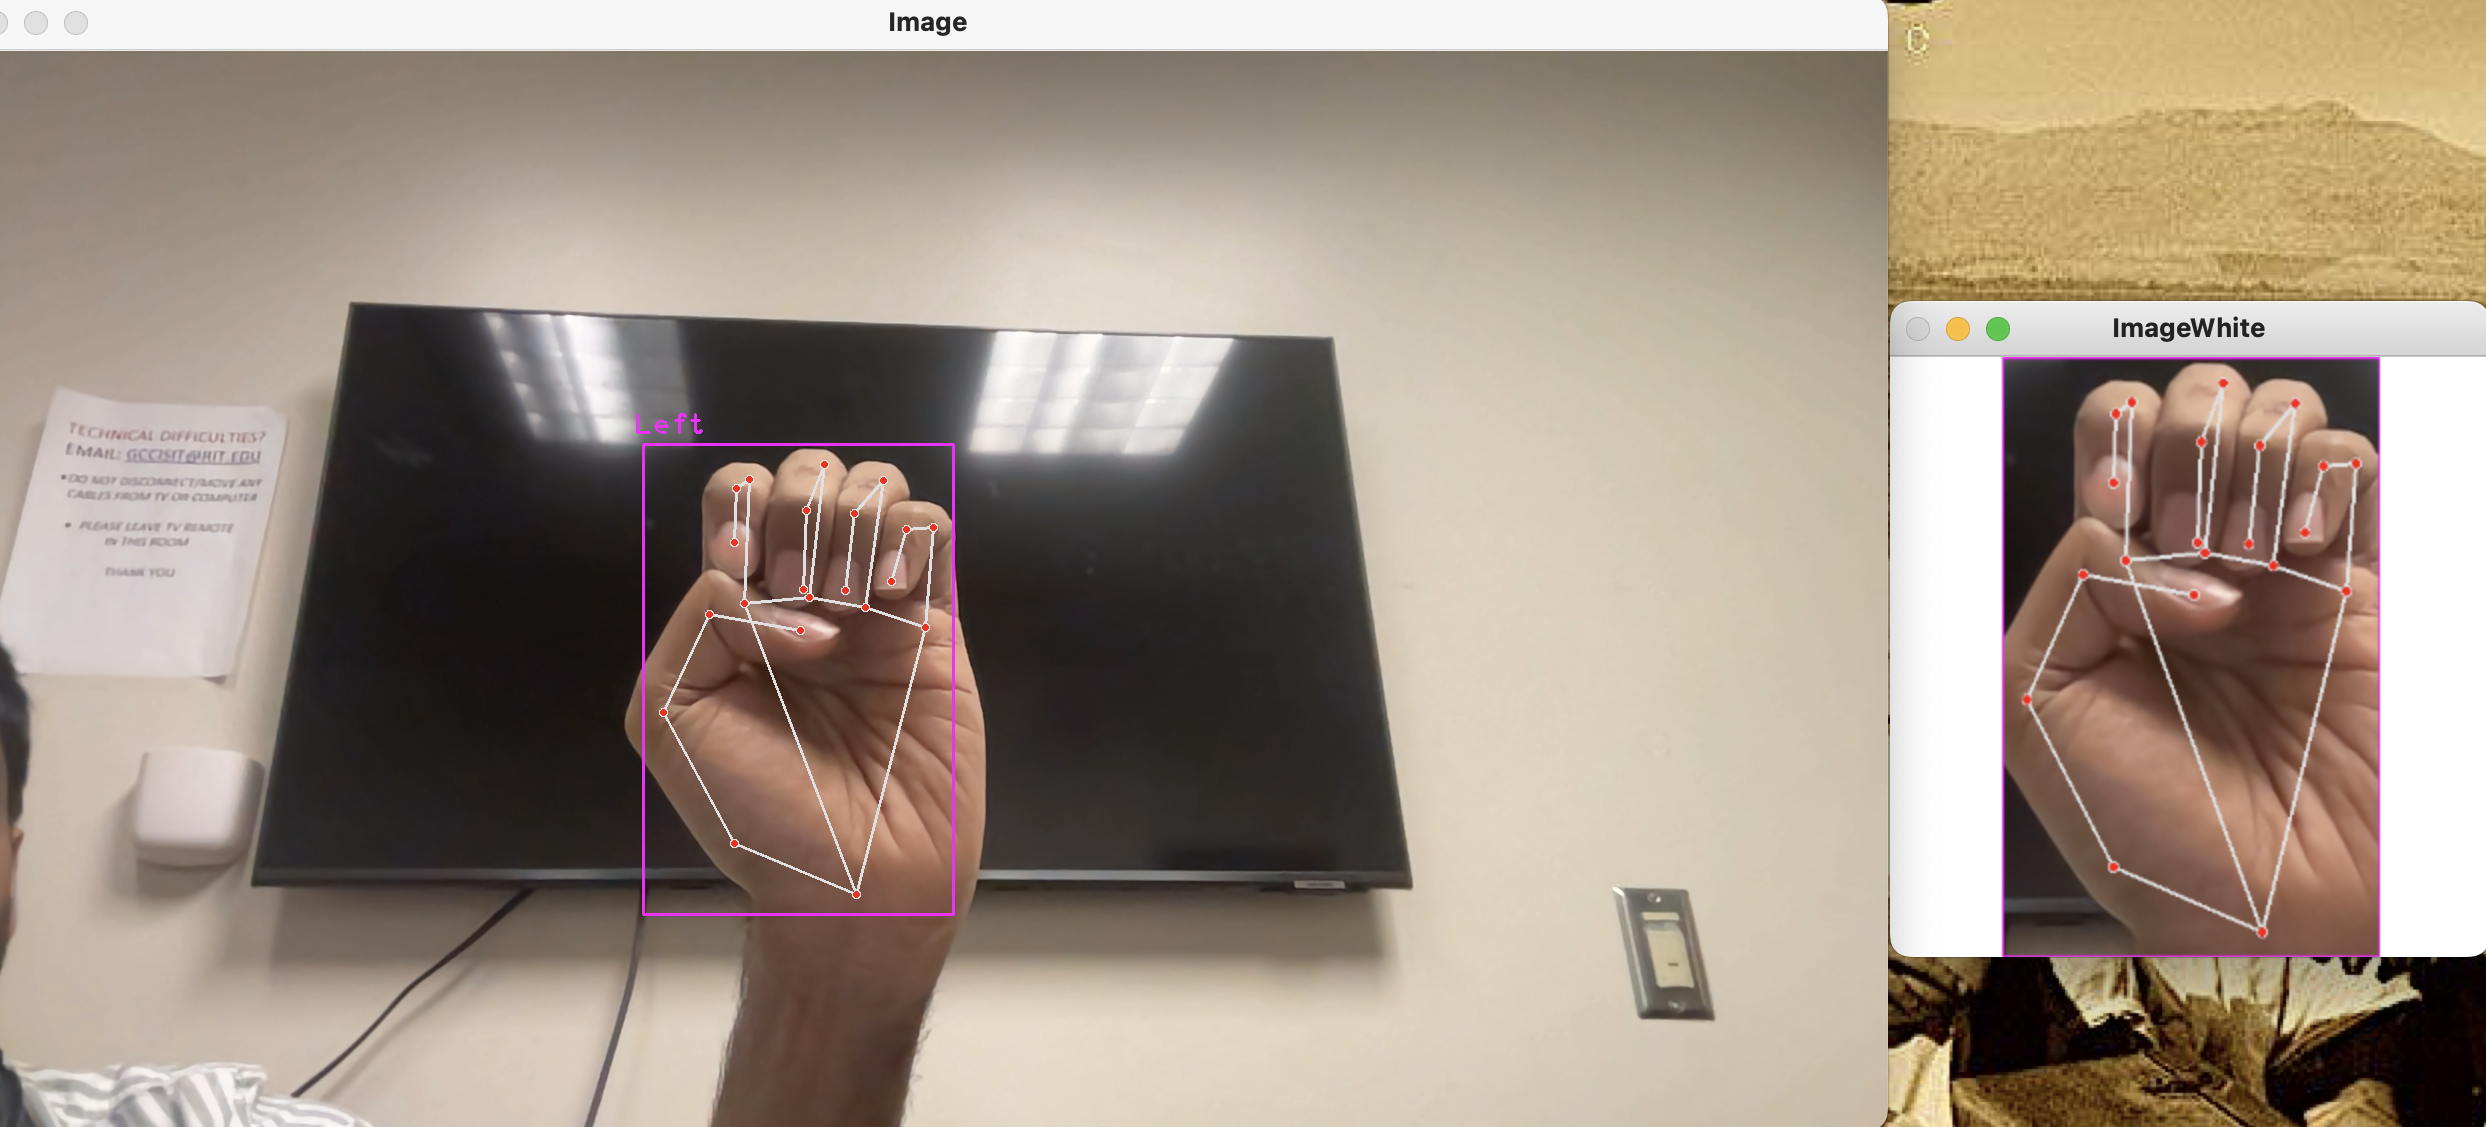 Image
Left
TECHNICAL DIFFICULTIES?
EMAIL: GCCISIT@RIT.EDU
• DO NOT DISCONNECT/MOVE ANY
CABLES FROM TV OR COMPUTER
• PLEASE LEAVE TV REMOTE
IN THIS ROOM
THANK YOU
ImageWhite